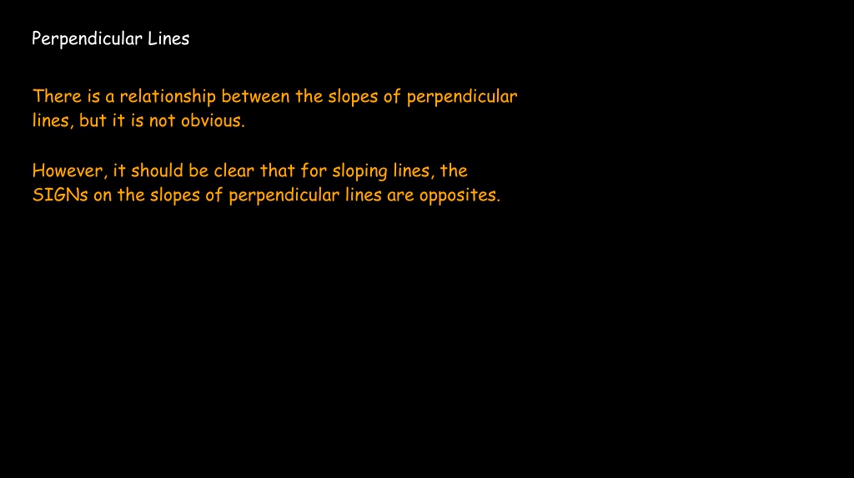 Perpendicular Lines
There is a relationship between the slopes of perpendicular
lines, but it is not obvious.
However, it should be clear that for sloping lines, the
SIGNs on the slopes of perpendicular lines are opposites.